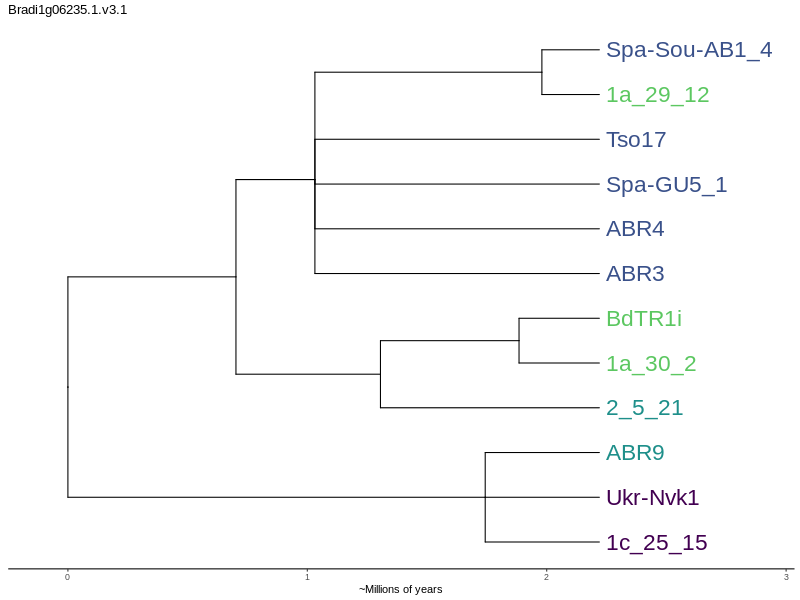 Bradi1g06235.1.v3.1
Spa-Sou-AB1_4
1a_29_12
Tso17
Spa-GU5_1
ABR4
ABR3
BdTR1i
1a_30_2
2_5_21
ABR9
Ukr-Nvk1
1c_25_15
0 1 2 3
~Millions of years